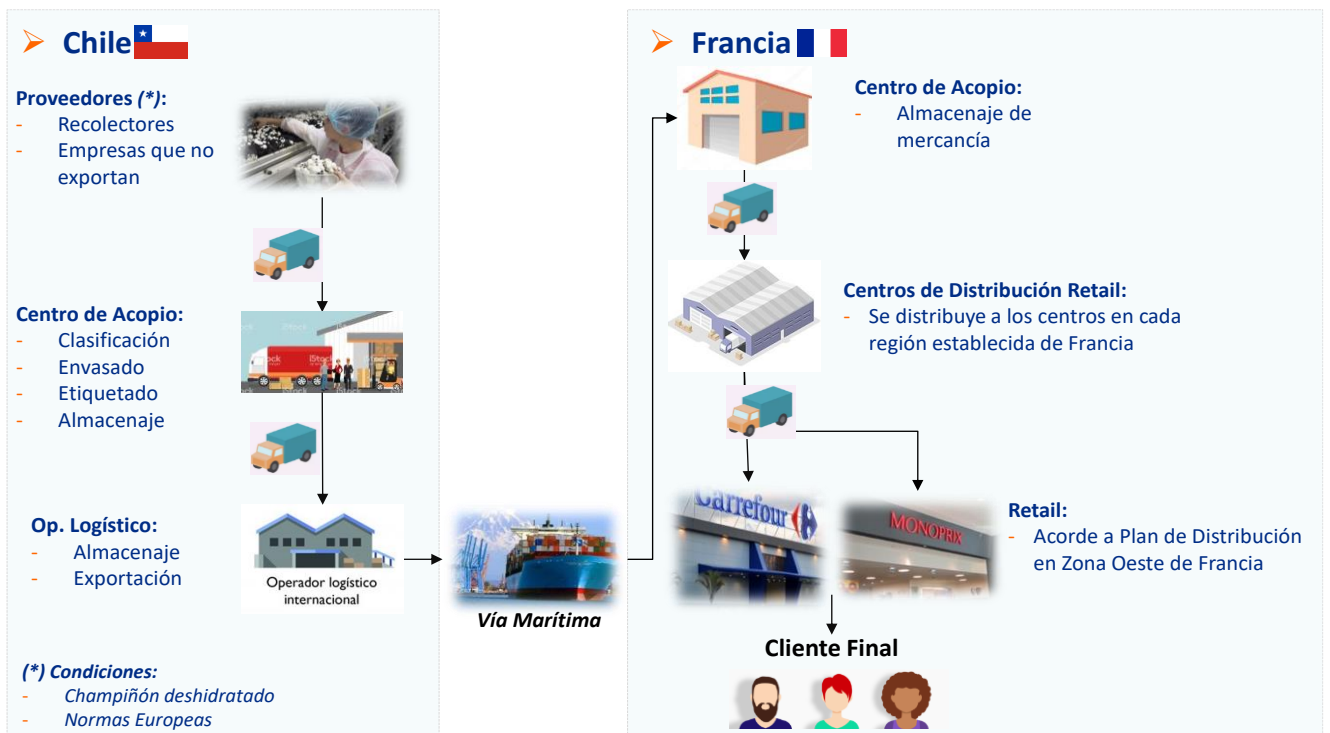 Chile
Proveedores (*):
- Recolectores
- Empresas que no
exportan
Centro de Acopio:
- Clasificación
- Envasado
- Etiquetado
- Almacenaje
iStock
Op. Logístico:
- Almacenaje
- Exportación
Operador logístico
internacional
(*) Condiciones:
- Champiñón deshidratado
- Normas Europeas
Vía Marítima
Francia
Centro de Acopio:
- Almacenaje de
mercancía
Centros de Distribución Retail:
- Se distribuye a los centros en cada
región establecida de Francia
Carrefour
MONOPRIX
Retail:
- Acorde a Plan de Distribución
en Zona Oeste de Francia
Cliente Final